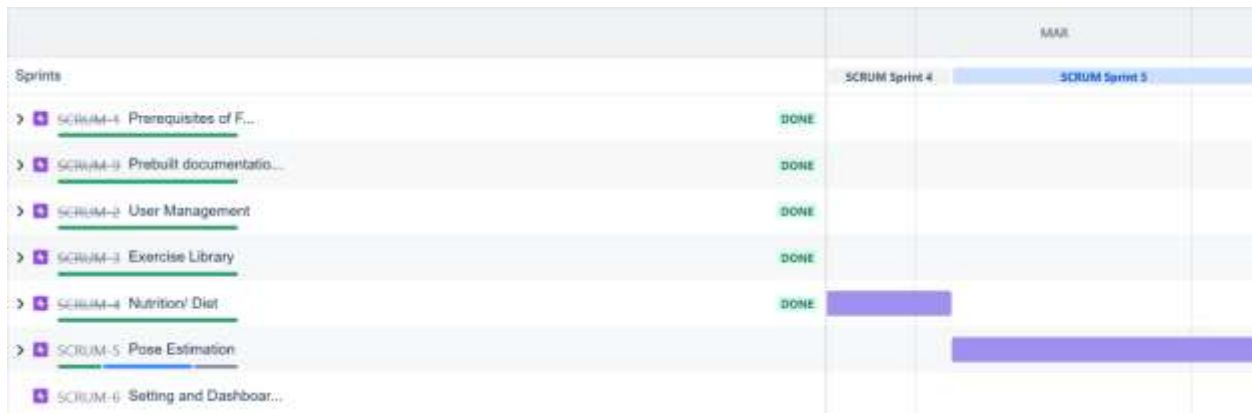 MAR
Sprints SCRUM Sprint 4 SCRUM Sprint 5
SCRUM-1 Prerequisites of F... DONE
SCRUM-9 Prebuilt documentatio... DONE
SCRUM-2 User Management DONE
SCRUM-3 Exercise Library DONE
SCRUM-4 Nutrition/ Diet DONE
SCRUM-5 Pose Estimation
SCRUM-6 Setting and Dashboar...